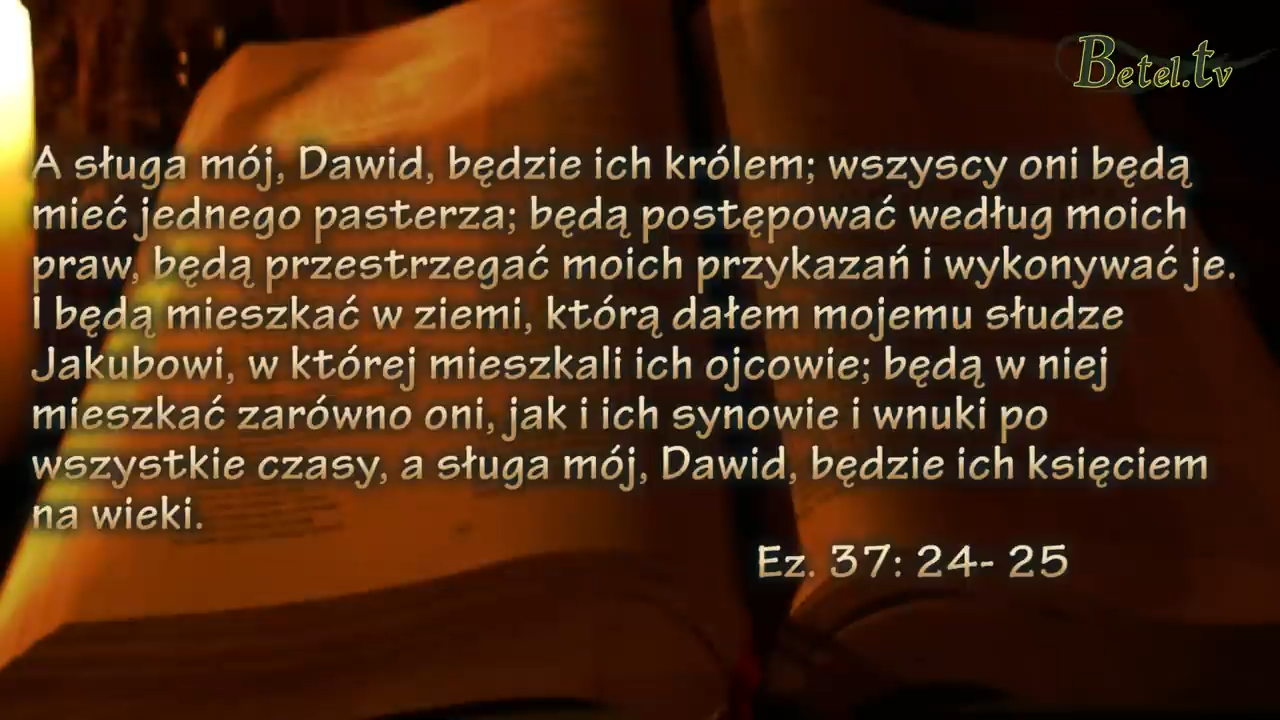 Betel.tv
A sługa mój, Dawid, będzie ich królem; wszyscy oni będą
mieć jednego pasterza; będą postępować według moich
praw, będą przestrzegać moich przykazań i wykonywać je.
I będą mieszkać w ziemi, którą dałem mojemu słudze
Jakubowi, w której mieszkali ich ojcowie; będą w niej
mieszkać zarówno oni, jak i ich synowie i wnuki po
wszystkie czasy, a sługa mój, Dawid, będzie ich księciem
na wieki.
Ez. 37: 24- 25